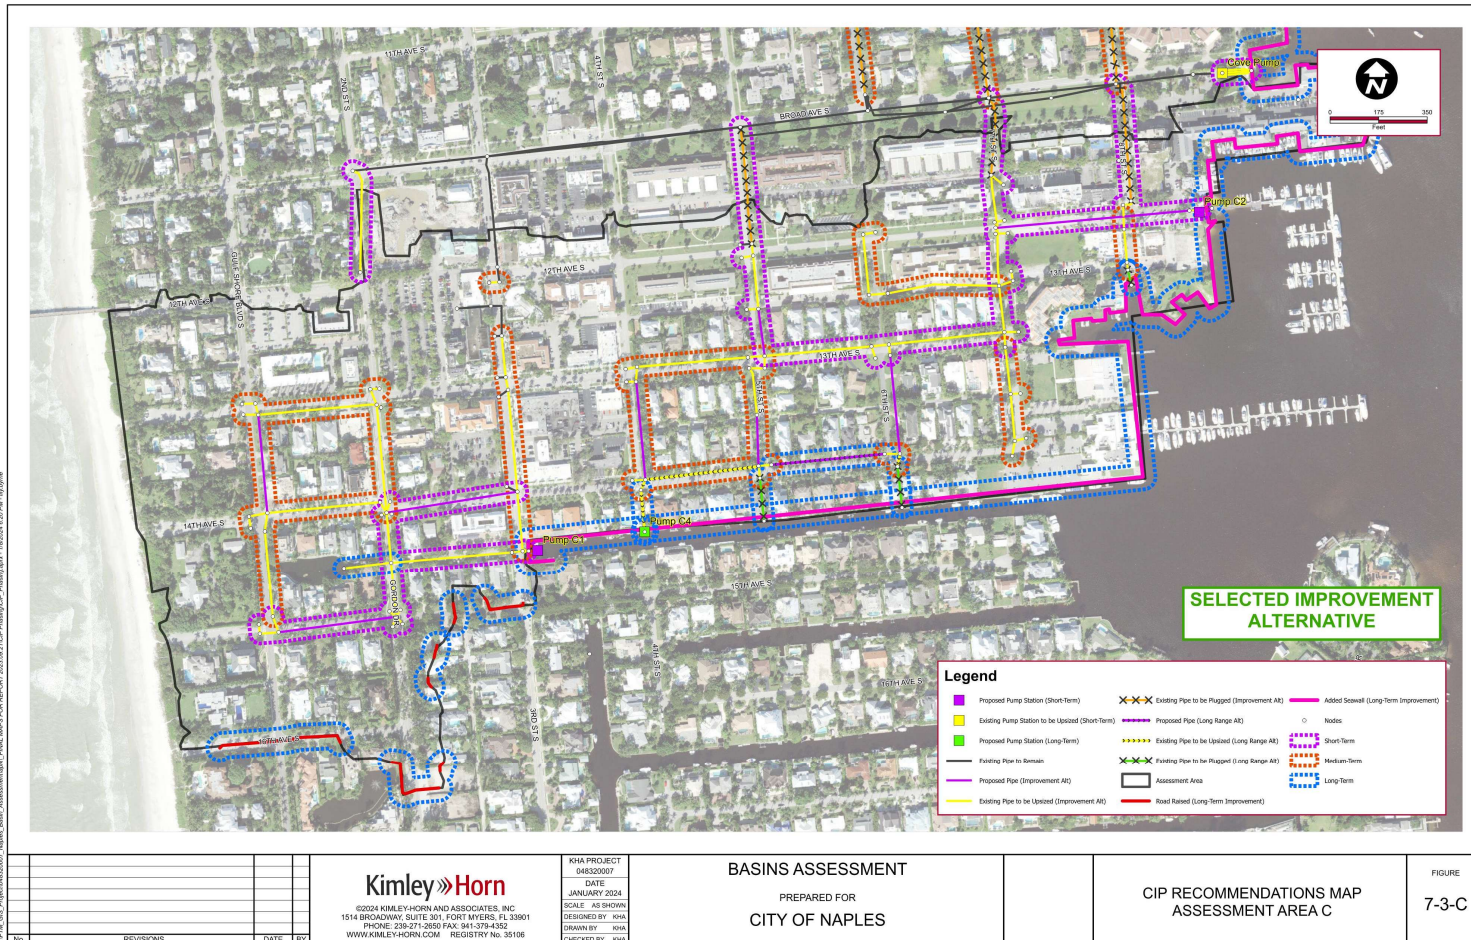 11TH AVE S
2ND ST S
4TH ST S
BROAD AVE S
Cove Pump
N
0 175 350
Feet
Pump C2
12TH AVE S
GULF SHORE BLVD S
12TH AVE S
13TH AVE S
13TH AVE S
5TH ST S
6TH ST S
14TH AVE S
Pump C4
Pump C1
GORDON DR
15TH AVE S
4TH ST S
16TH AVE S
3RD ST S
17TH AVE S
SELECTED IMPROVEMENT
ALTERNATIVE
Legend
Proposed Pump Station (Short-Term)
Existing Pump Station to be Upsized (Short-Term)
Proposed Pump Station (Long-Term)
Existing Pipe to Remain
Proposed Pipe (Improvement Alt)
Existing Pipe to be Upsized (Improvement Alt)
Existing Pipe to be Plugged (Improvement Alt)
Proposed Pipe (Long Range Alt)
Existing Pipe to be Upsized (Long Range Alt)
Existing Pipe to be Plugged (Long Range Alt)
Assessment Area
Road Raised (Long-Term Improvement)
Added Seawall (Long-Term Improvement)
Nodes
Short-Term
Medium-Term
Long-Term
No. REVISIONS DATE BY
Kimley»Horn
©2024 KIMLEY-HORN AND ASSOCIATES, INC
1514 BROADWAY, SUITE 301, FORT MYERS, FL 33901
PHONE: 239-271-2650 FAX: 941-379-4352
WWW.KIMLEY-HORN.COM REGISTRY No. 35106
KHA PROJECT
048320007
DATE
JANUARY 2024
SCALE AS SHOWN
DESIGNED BY KHA
DRAWN BY KHA
CHECKED BY KHA
BASINS ASSESSMENT
PREPARED FOR
CITY OF NAPLES
CIP RECOMMENDATIONS MAP
ASSESSMENT AREA C
FIGURE
7-3-C